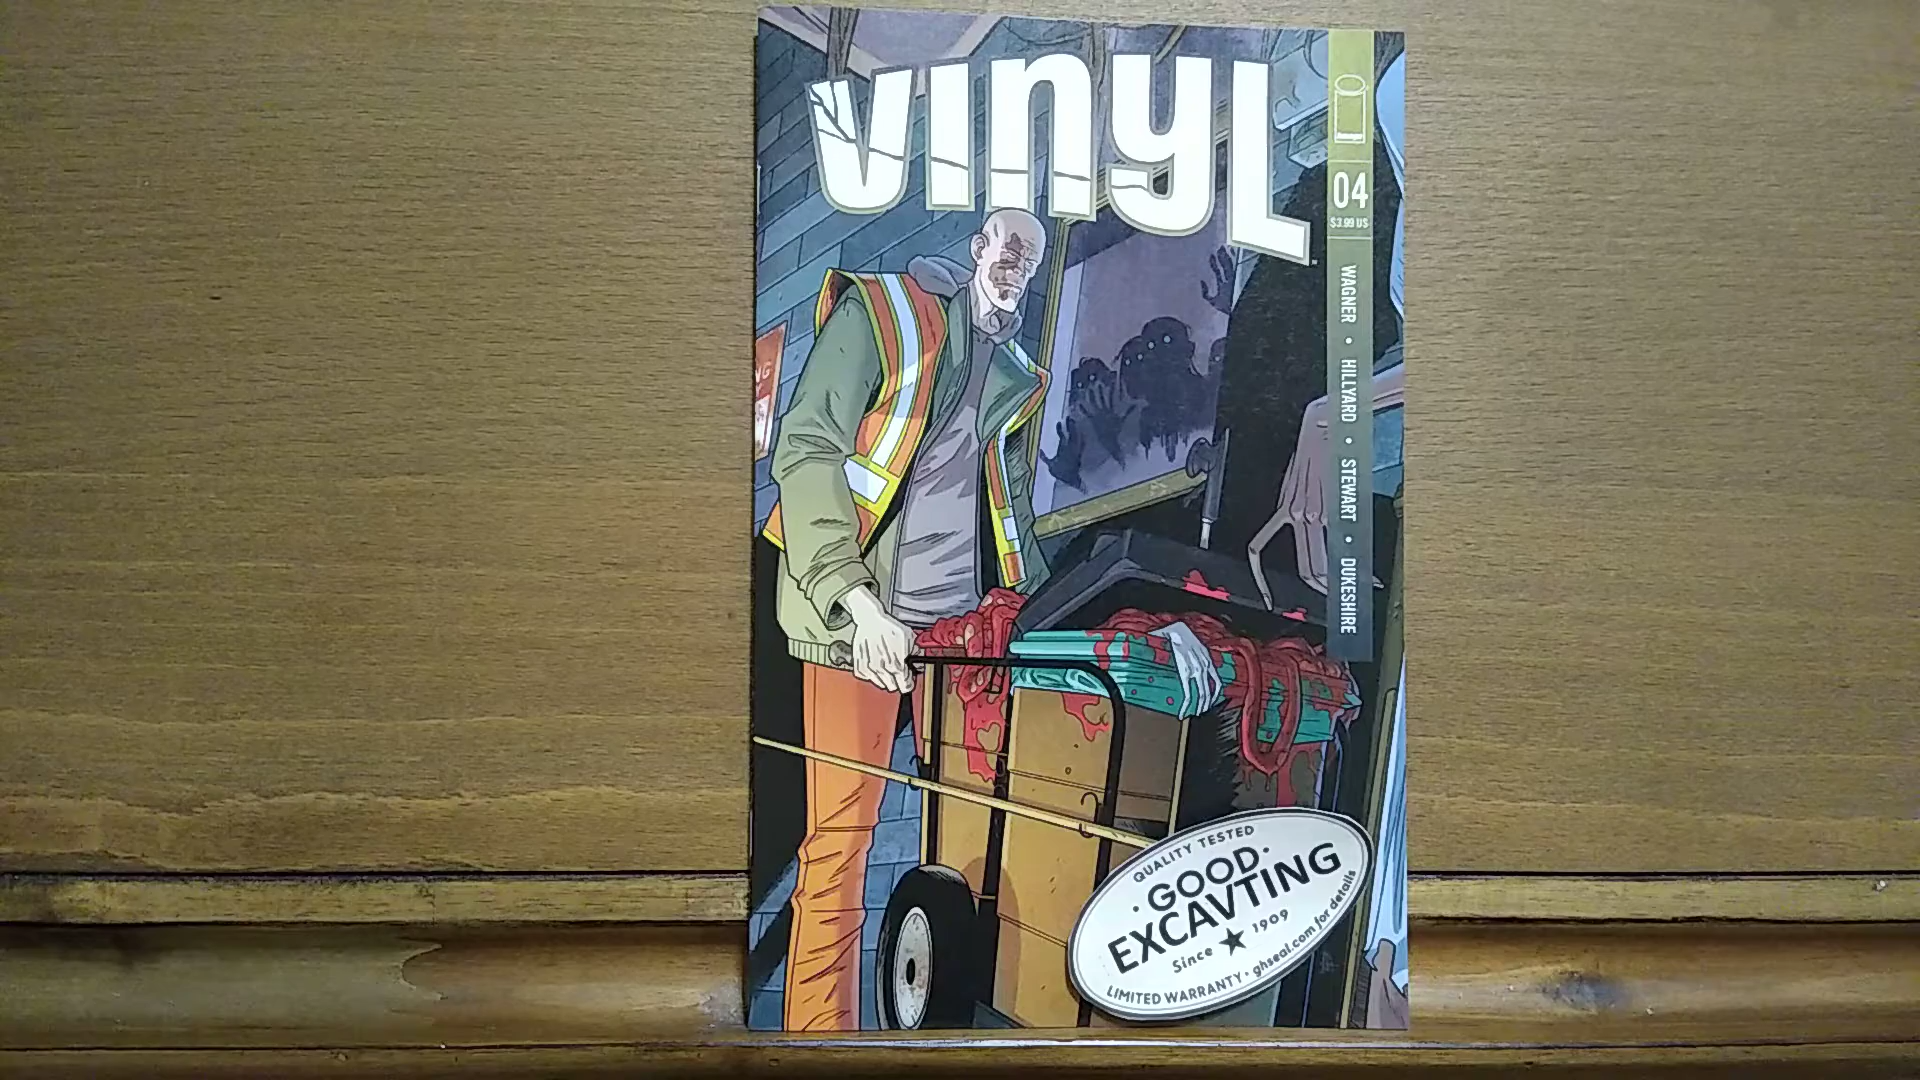 VINYL
04
$3.99 US
WAGNER • HILLYARD • STEWART • DUKESHIRE
QUALITY TESTED
· GOOD ·
EXCAVTING
Since ★ 1909
LIMITED WARRANTY · ghseal.com for details